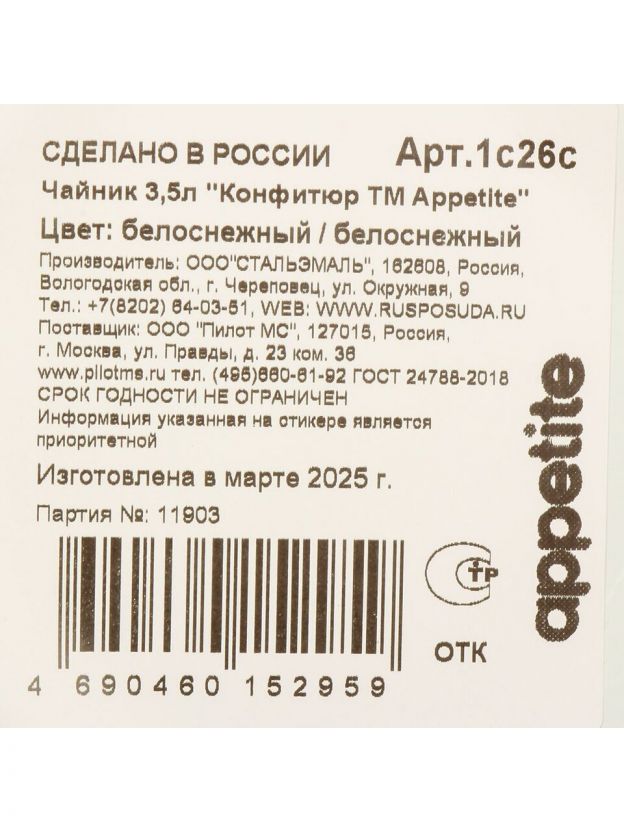 СДЕЛАНО В РОССИИ Арт.1с26с
Чайник 3,5л "Конфитюр ТМ Appetite"
Цвет: белоснежный / белоснежный
Производитель: ООО"СТАЛЬЭМАЛЬ", 162608, Россия,
Вологодская обл., г. Череповец, ул. Окружная, 9
Тел.: +7(8202) 64-03-51, WEB: WWW.RUSPOSUDA.RU
Поставщик: ООО "Пилот МС", 127015, Россия,
г. Москва, ул. Правды, д. 23 ком. 36
www.pilotms.ru тел. (495)660-61-92 ГОСТ 24788-2018
СРОК ГОДНОСТИ НЕ ОГРАНИЧЕН
Информация указанная на стикере является
приоритетной
Изготовлена в марте 2025 г.
Партия №: 11903
4 690460 152959
СТР
ОТК
appetite